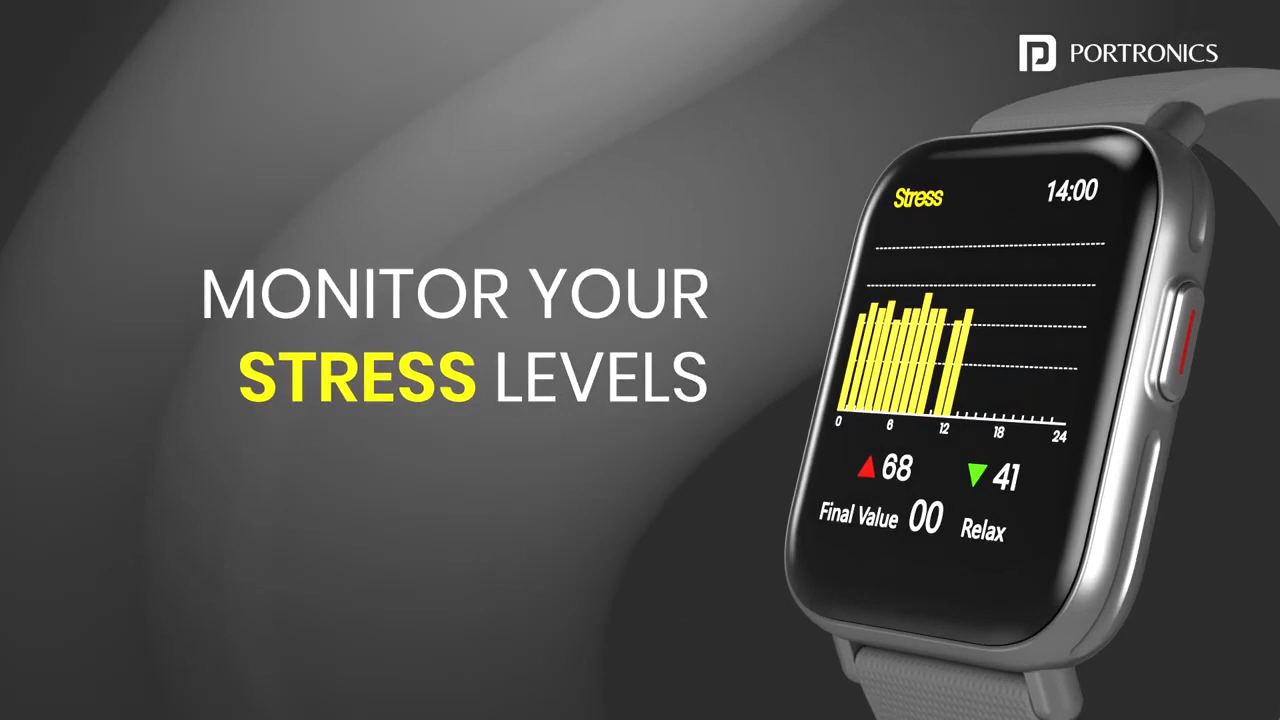 PORTRONICS
MONITOR YOUR
STRESS LEVELS
Stress 14:00
0 6 12 18 24
68 41
Final Value 00 Relax